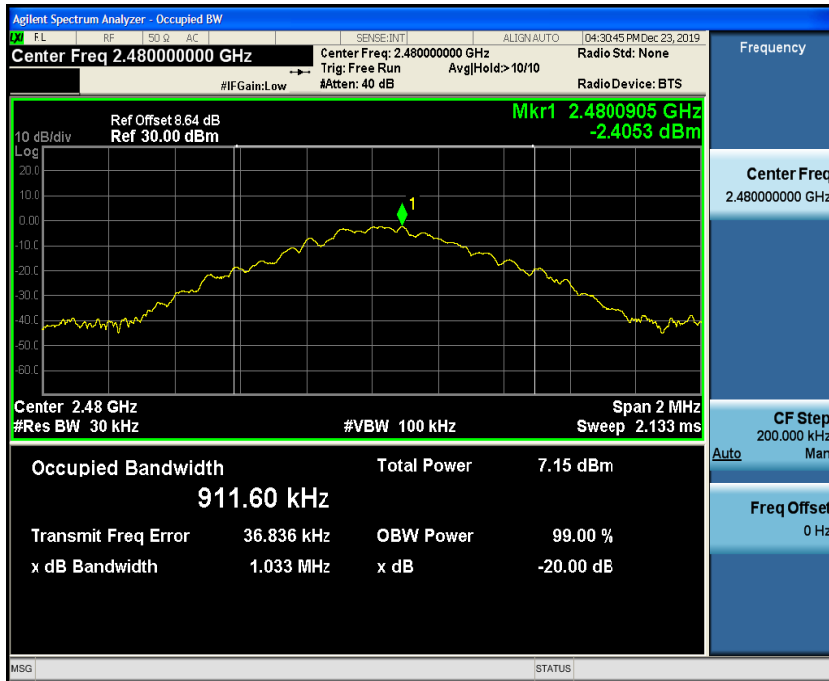 Agilent Spectrum Analyzer - Occupied BW
LXI RL RF 50 Ω AC SENSE:INT ALIGN AUTO 04:30:45 PM Dec 23, 2019
Center Freq 2.480000000 GHz
Center Freq: 2.480000000 GHz
Radio Std: None
Trig: Free Run Avg|Hold:>10/10
#IFGain:Low
#Atten: 40 dB
Radio Device: BTS
Mkr1 2.4800905 GHz
-2.4053 dBm
Ref Offset 8.64 dB
10 dB/div Ref 30.00 dBm
Log
20.0
10.0
0.00
-10.0
-20.0
-30.0
-40.0
-50.0
-60.0
1
Center 2.48 GHz Span 2 MHz
#Res BW 30 kHz #VBW 100 kHz Sweep 2.133 ms
Occupied Bandwidth Total Power 7.15 dBm
911.60 kHz
Transmit Freq Error 36.836 kHz OBW Power 99.00 %
x dB Bandwidth 1.033 MHz x dB -20.00 dB
MSG STATUS
Frequency
Center Freq
2.480000000 GHz
CF Step
200.000 kHz
Auto Man
Freq Offset
0 Hz